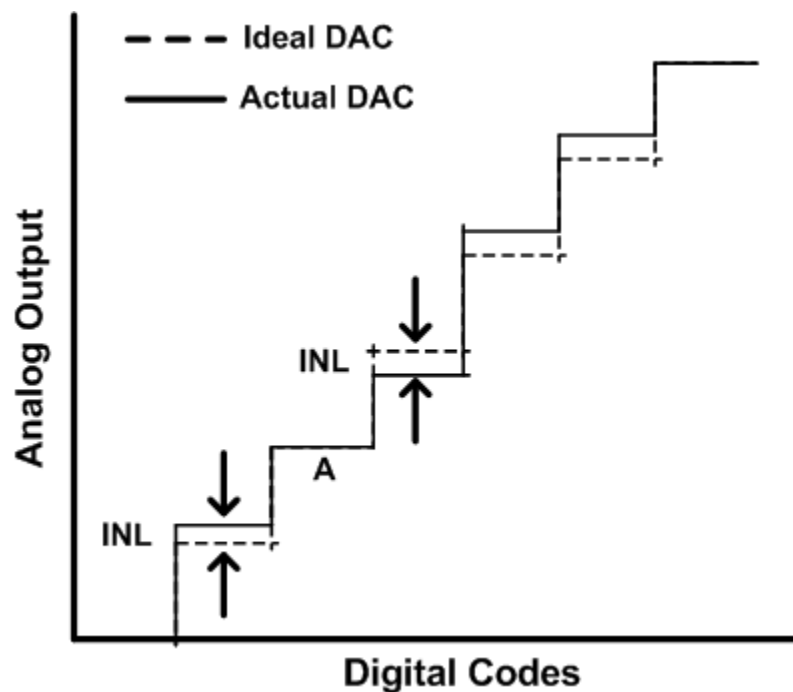 Ideal DAC
Actual DAC
Analog Output
INL
A
INL
Digital Codes